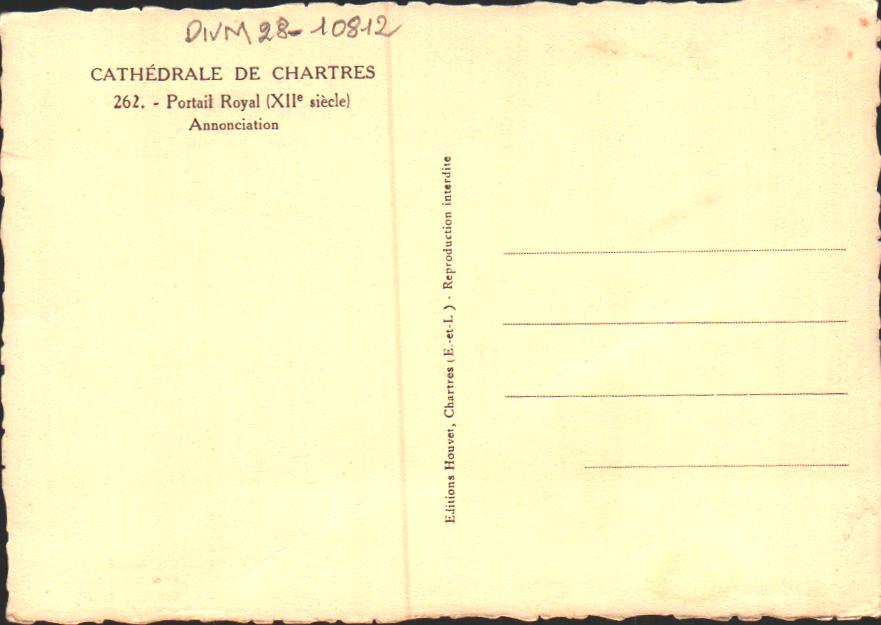 DIVM 28-10812
CATHÉDRALE DE CHARTRES
262. - Portail Royal (XIIe siècle)
Annonciation
Editions Houvet, Chartres (E.-et-L.) - Reproduction interdite